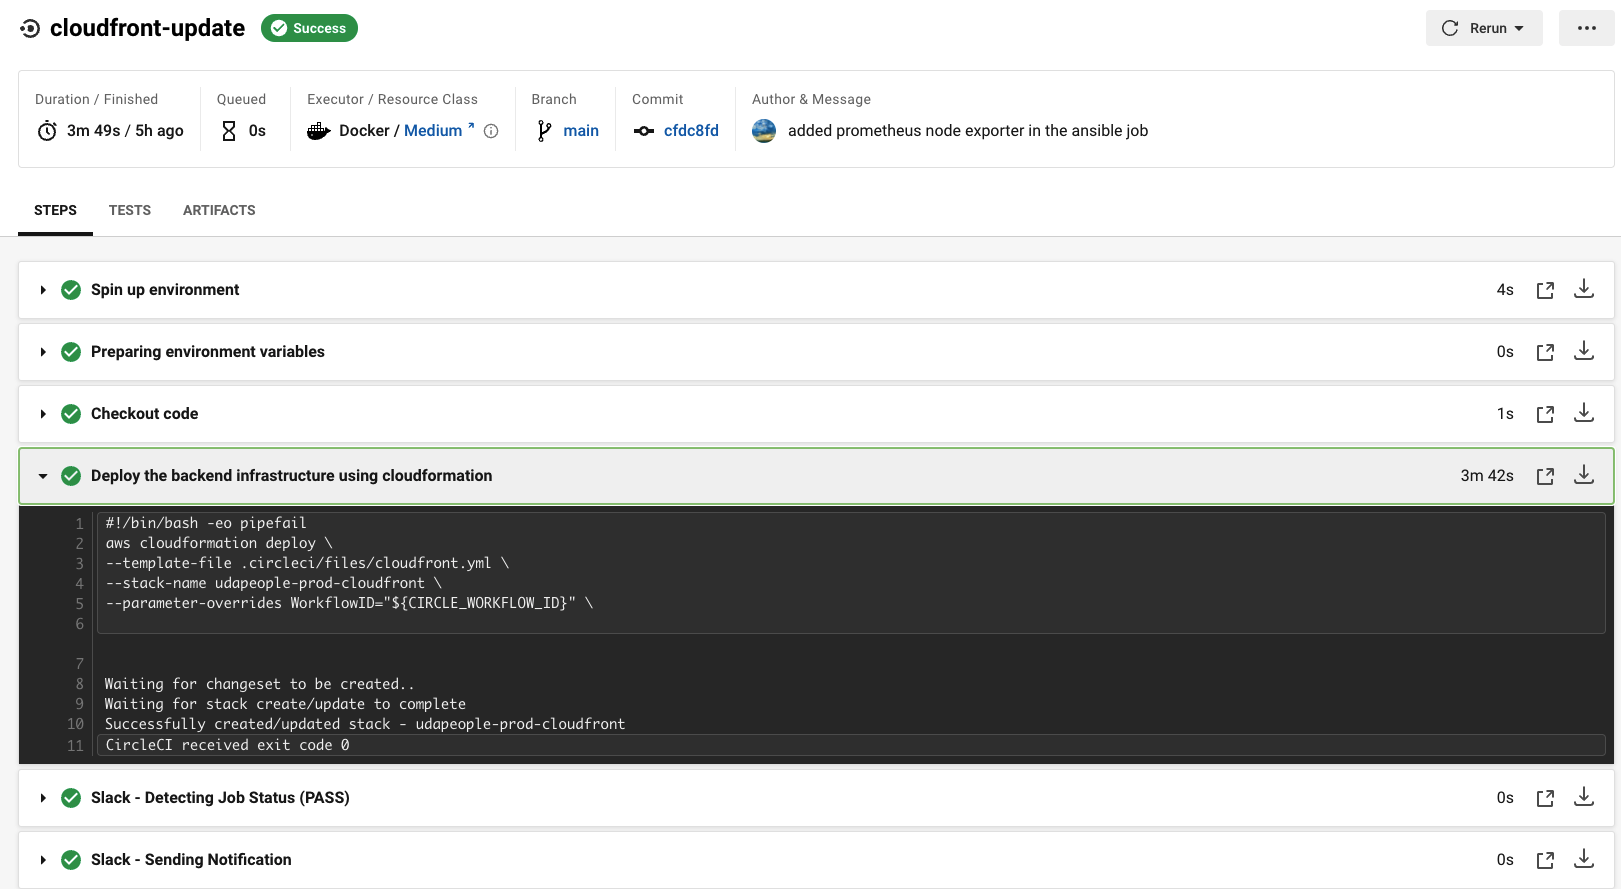 cloudfront-update Success Rerun
Duration / Finished Queued Executor / Resource Class Branch Commit Author & Message
3m 49s / 5h ago 0s Docker / Medium main cfdc8fd added prometheus node exporter in the ansible job
STEPS TESTS ARTIFACTS
Spin up environment 4s
Preparing environment variables 0s
Checkout code 1s
Deploy the backend infrastructure using cloudformation 3m 42s
1 #!/bin/bash -eo pipefail
2 aws cloudformation deploy \
3 --template-file .circleci/files/cloudfront.yml \
4 --stack-name udapeople-prod-cloudfront \
5 --parameter-overrides WorkflowID="${CIRCLE_WORKFLOW_ID}" \
6
7
8 Waiting for changeset to be created..
9 Waiting for stack create/update to complete
10 Successfully created/updated stack - udapeople-prod-cloudfront
11 CircleCI received exit code 0
Slack - Detecting Job Status (PASS) 0s
Slack - Sending Notification 0s